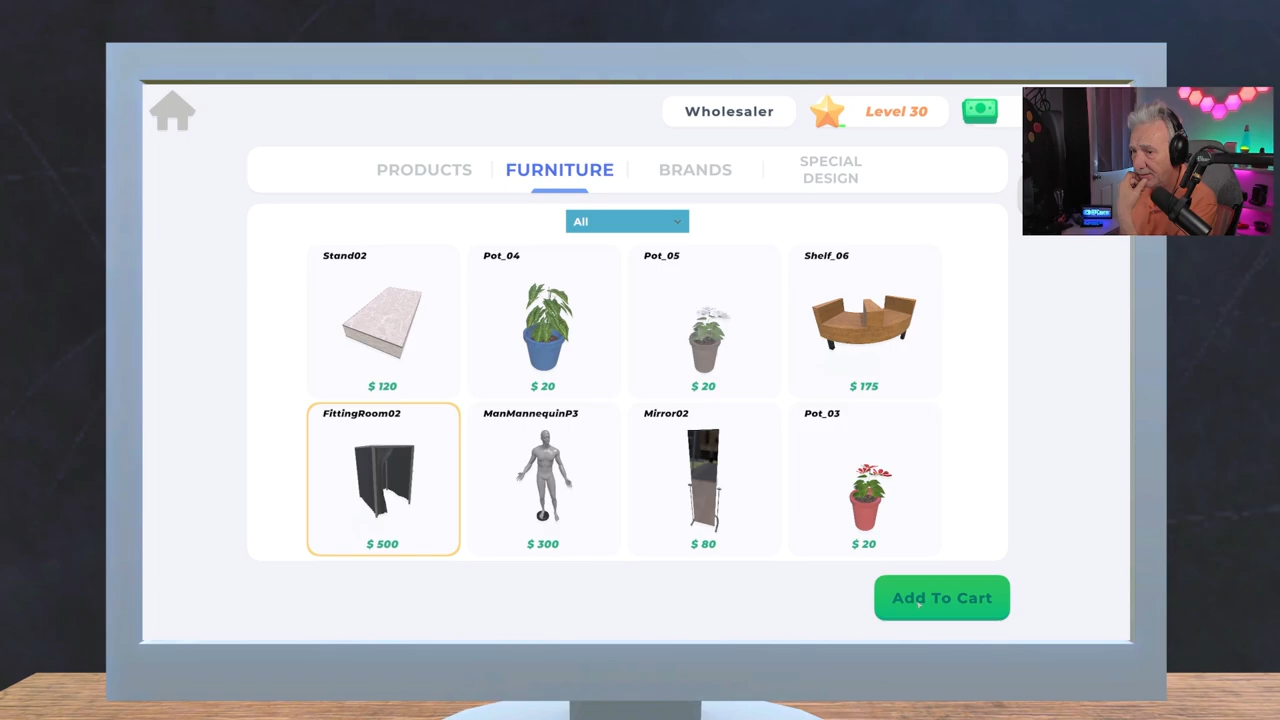 Wholesaler
Level 30
PRODUCTS
FURNITURE
BRANDS
SPECIAL
DESIGN
All
Stand02
Pot_04
Pot_05
Shelf_06
$ 120
$ 20
$ 20
$ 175
FittingRoom02
ManMannequinP3
Mirror02
Pot_03
$ 500
$ 300
$ 80
$ 20
Add To Cart